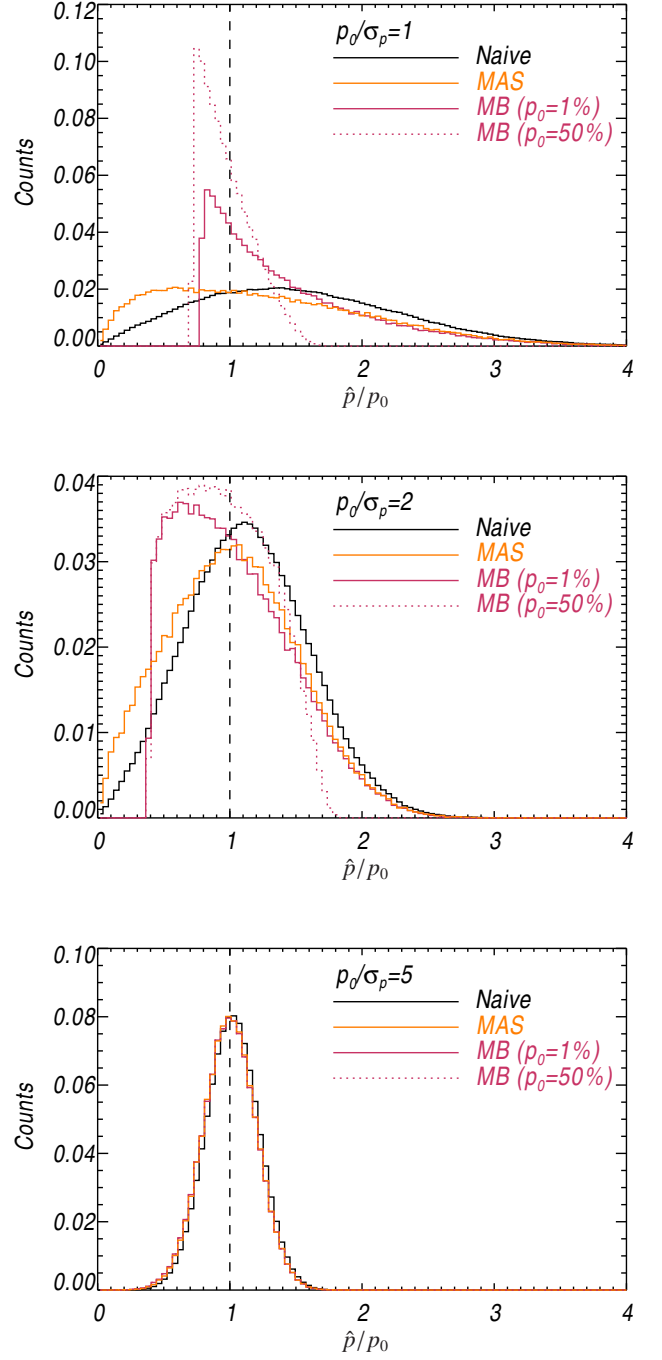 0.12
0.10
0.08
0.06
0.04
0.02
0.00
Counts
p₀/σₚ=1
Naive
MAS
MB (p₀=1%)
MB (p₀=50%)
0 1 2 3 4
p̂/p₀
0.04
0.03
0.02
0.01
0.00
Counts
p₀/σₚ=2
Naive
MAS
MB (p₀=1%)
MB (p₀=50%)
0 1 2 3 4
p̂/p₀
0.10
0.08
0.06
0.04
0.02
0.00
Counts
p₀/σₚ=5
Naive
MAS
MB (p₀=1%)
MB (p₀=50%)
0 1 2 3 4
p̂/p₀